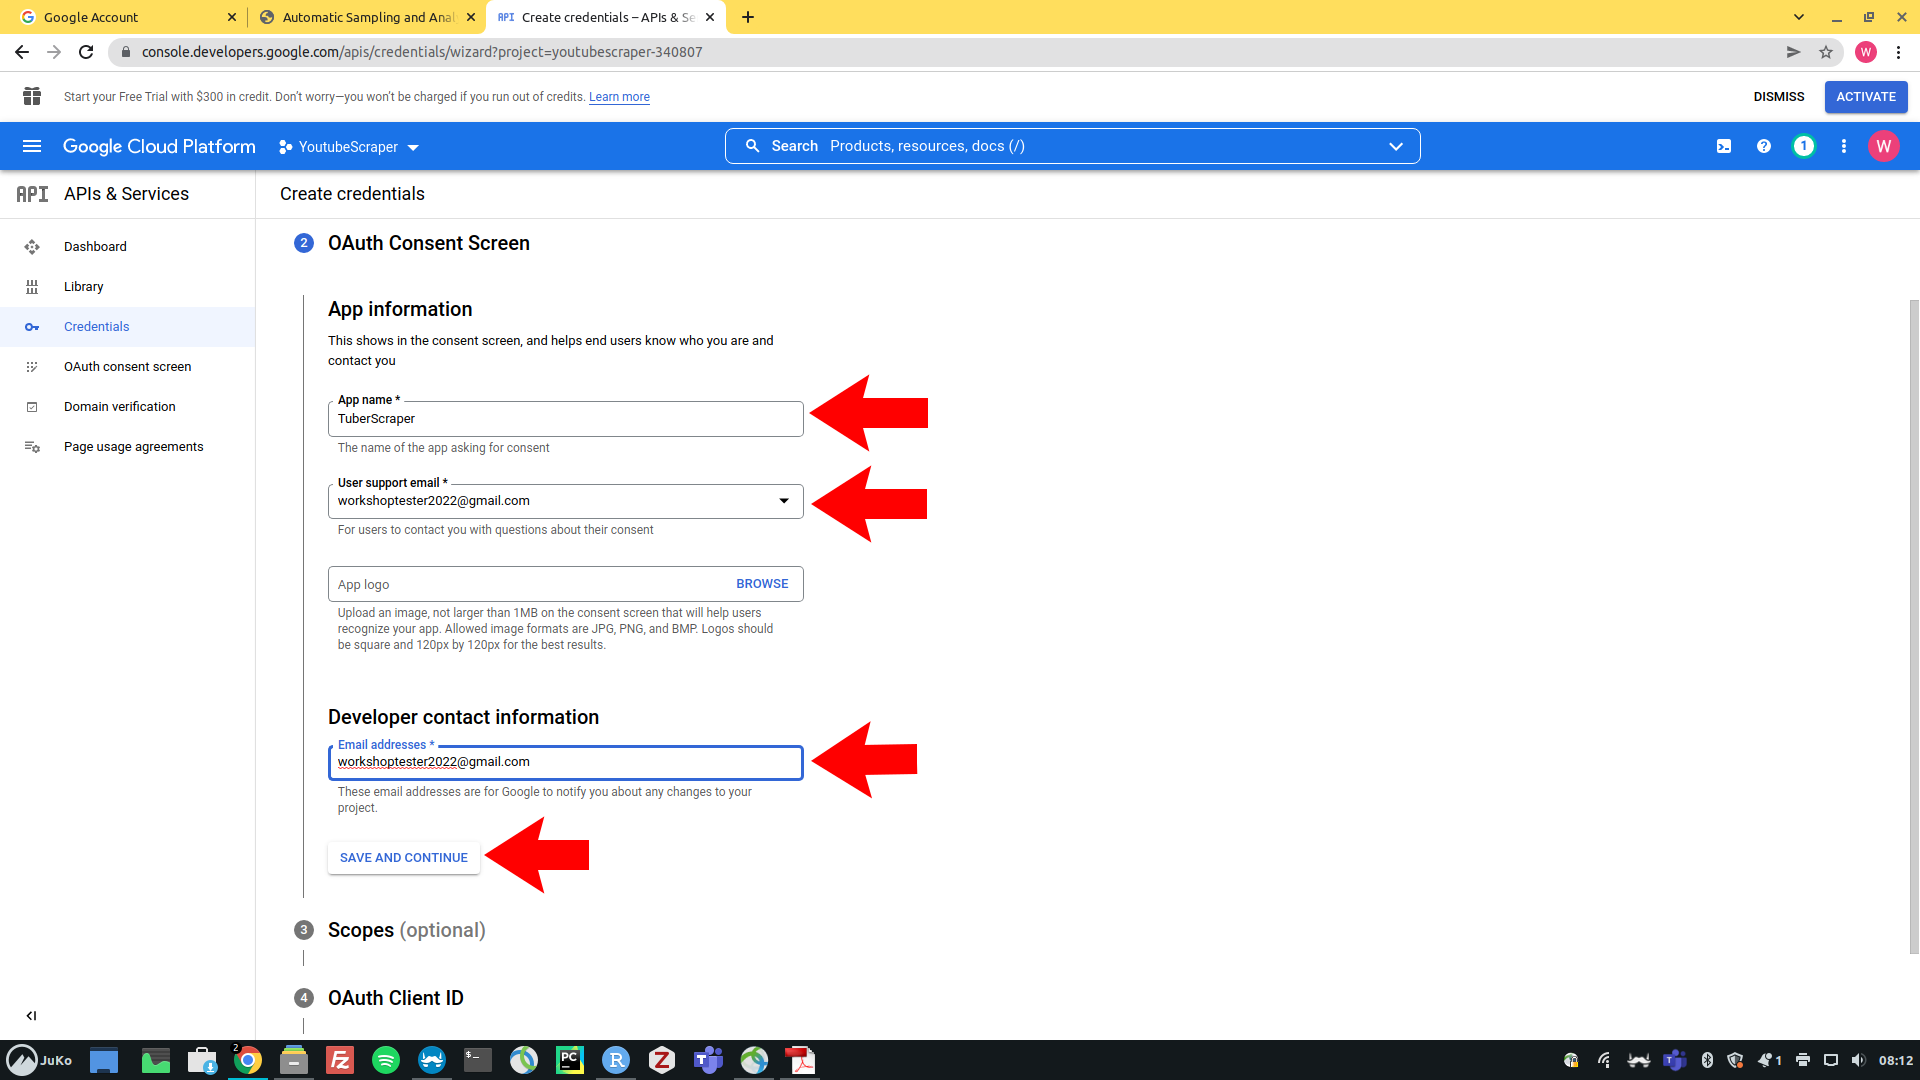 Google Account
Automatic Sampling and Anal
API Create credentials – APIs & Se
console.developers.google.com/apis/credentials/wizard?project=youtubescraper-340807
W
Start your Free Trial with $300 in credit. Don't worry—you won't be charged if you run out of credits. Learn more
DISMISS
ACTIVATE
Google Cloud Platform
YoutubeScraper
Search Products, resources, docs (/)
1
W
API APIs & Services
Create credentials
Dashboard
Library
Credentials
OAuth consent screen
Domain verification
Page usage agreements
2 OAuth Consent Screen
App information
This shows in the consent screen, and helps end users know who you are and
contact you
App name *
TuberScraper
The name of the app asking for consent
User support email *
workshoptester2022@gmail.com
For users to contact you with questions about their consent
App logo
BROWSE
Upload an image, not larger than 1MB on the consent screen that will help users
recognize your app. Allowed image formats are JPG, PNG, and BMP. Logos should
be square and 120px by 120px for the best results.
Developer contact information
Email addresses *
workshoptester2022@gmail.com
These email addresses are for Google to notify you about any changes to your
project.
SAVE AND CONTINUE
3 Scopes (optional)
4 OAuth Client ID
JuKo
2
FZ
$_
PC
R
Z
T
T
1
08:12